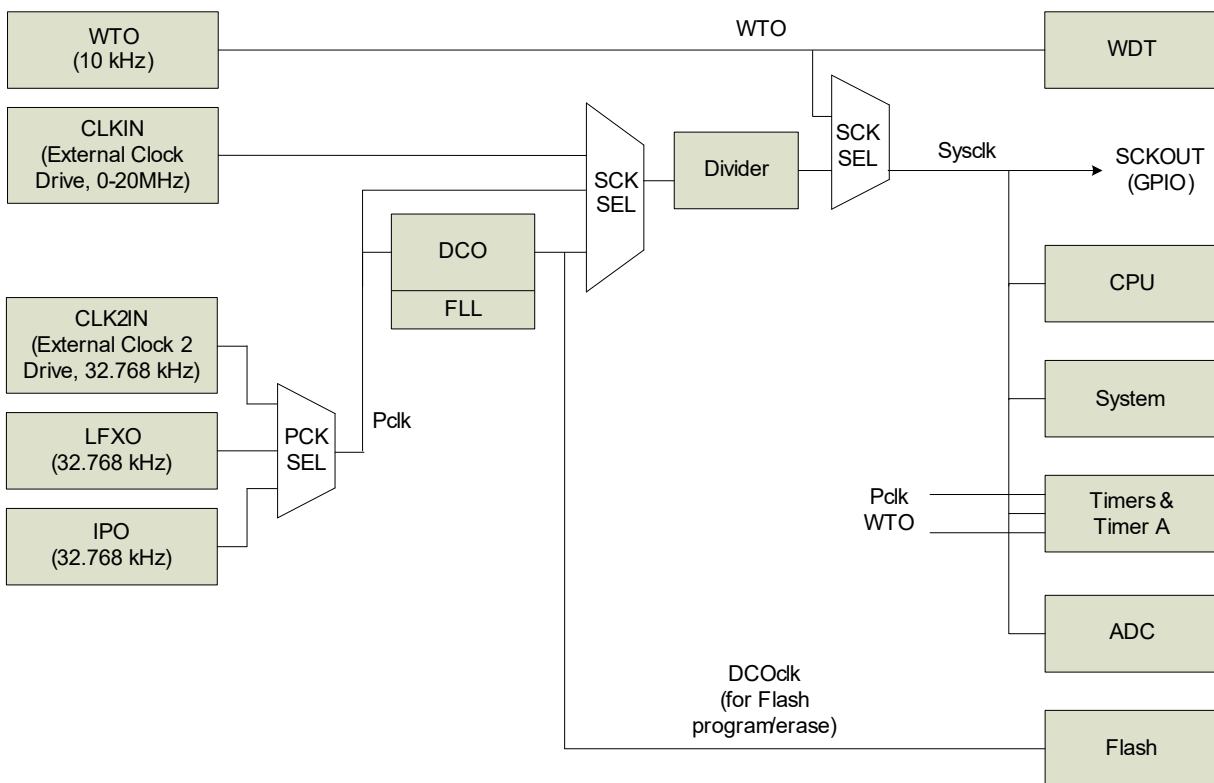 WTO
(10 kHz)
WTO
WDT
CLKIN
(External Clock
Drive, 0-20MHz)
SCK
SEL
Divider
SCK
SEL
Sysclk
SCKOUT
(GPIO)
DCO
FLL
CPU
CLK2IN
(External Clock 2
Drive, 32.768 kHz)
PCK
SEL
Pclk
System
LFXO
(32.768 kHz)
IPO
(32.768 kHz)
Pclk
WTO
Timers &
Timer A
ADC
DCOclk
(for Flash
program/erase)
Flash